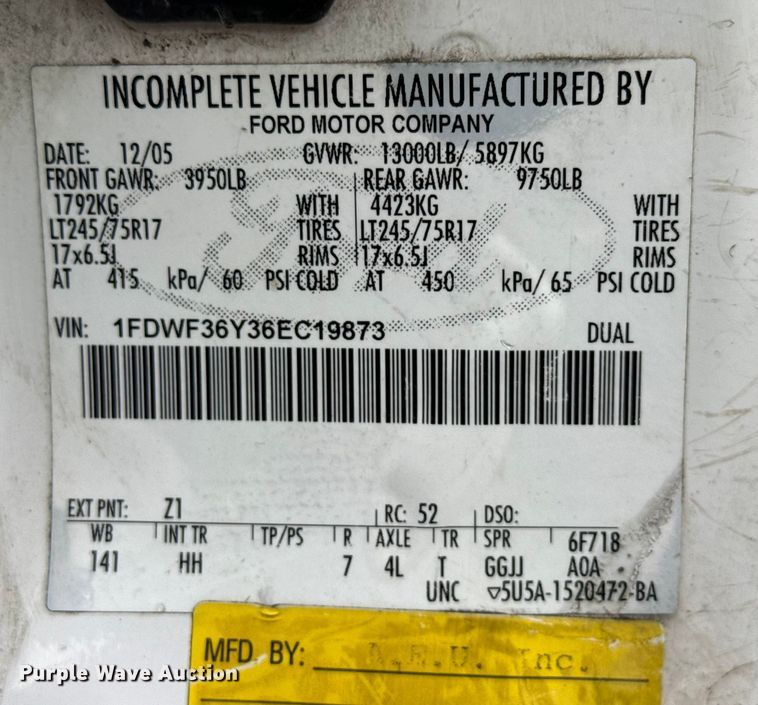 INCOMPLETE VEHICLE MANUFACTURED BY
FORD MOTOR COMPANY
DATE: 12/05 GVWR: 13000LB/ 5897KG
FRONT GAWR: 3950LB REAR GAWR: 9750LB
1792KG WITH 4423KG WITH
LT245/75R17 TIRES LT245/75R17 TIRES
17x6.5J RIMS 17x6.5J RIMS
AT 415 kPa/ 60 PSI COLD AT 450 kPa/ 65 PSI COLD
VIN: 1FDWF36Y36EC19873 DUAL
EXT PNT: Z1 RC: 52 DSO:
WB INT TR TP/PS R AXLE TR SPR 6F718
141 HH 7 4L T GGJJ AOA
UNC ▽5U5A-1520472-BA
MFD. BY: Inc.
Purple Wave Auction